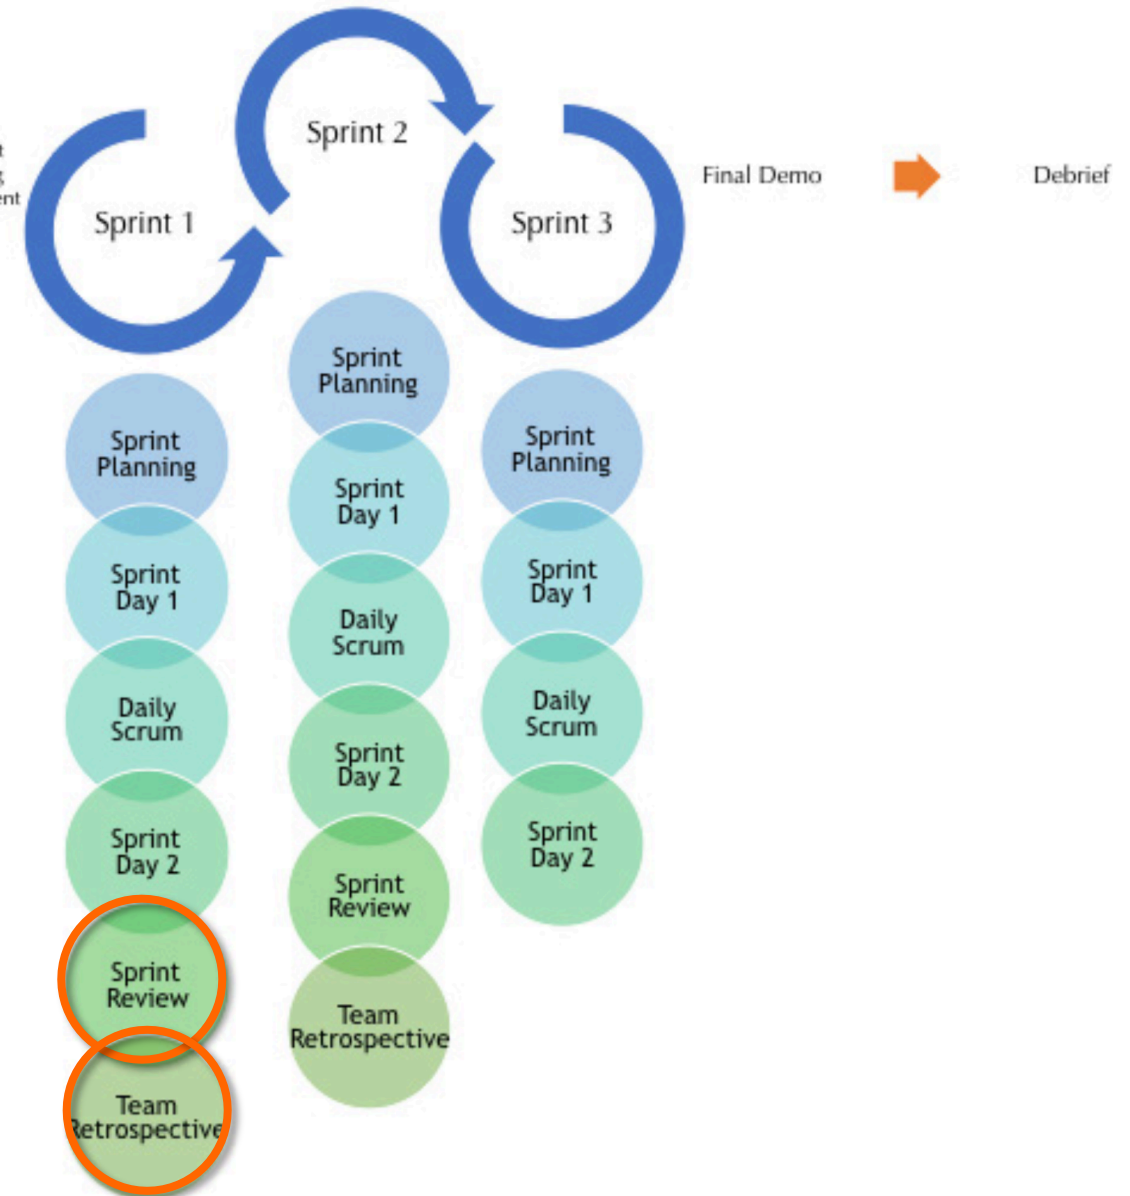 Sprint 1
Sprint 2
Sprint 3
Final Demo
Debrief
Sprint
Planning
Sprint
Day 1
Daily
Scrum
Sprint
Day 2
Sprint
Review
Team
Retrospective
Sprint
Planning
Sprint
Day 1
Daily
Scrum
Sprint
Day 2
Sprint
Review
Team
Retrospective
Sprint
Planning
Sprint
Day 1
Daily
Scrum
Sprint
Day 2